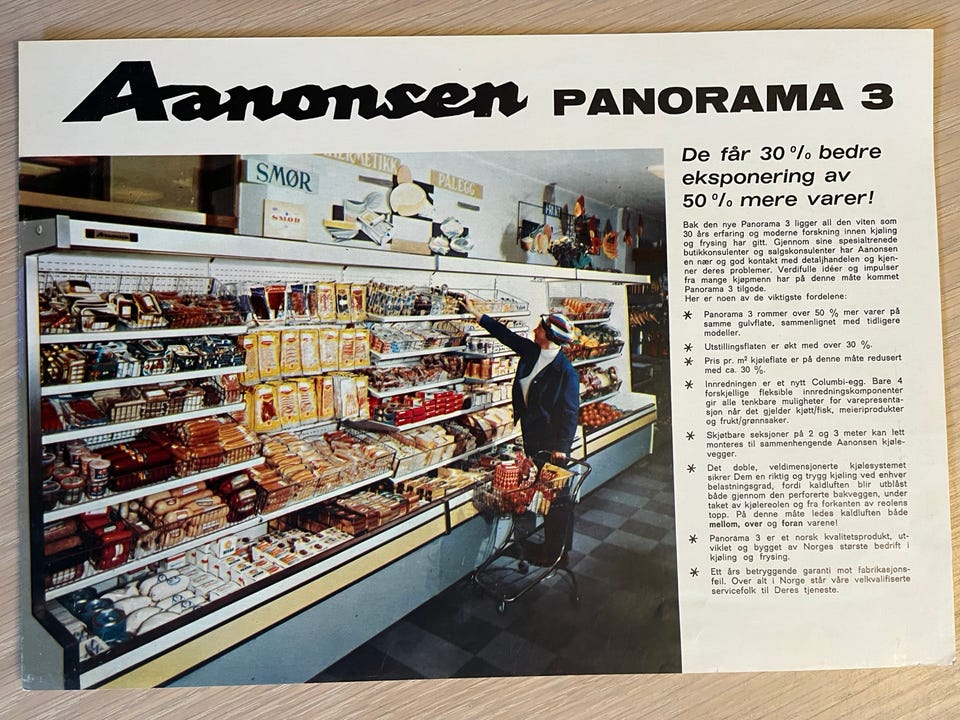 Aanonsen PANORAMA 3
De får 30 % bedre
eksponering av
50 % mere varer!
Bak den nye Panorama 3 ligger all den viten som
30 års erfaring og moderne forskning innen kjøling
og frysing har gitt. Gjennom sine spesialtrenede
butikkonsulenter og salgskonsulenter har Aanonsen
en nær og god kontakt med detaljhandelen og kjen-
ner deres problemer. Verdifulle idéer og impulser
fra mange kjøpmenn har på denne måte kommet
Panorama 3 tilgode.
Her er noen av de viktigste fordelene:
* Panorama 3 rommer over 50 % mer varer på
samme gulvflate, sammenlignet med tidligere
modeller.
* Utstillingsflaten er økt med over 30 %.
* Pris pr. m² kjøleflate er på denne måte redusert
med ca. 30 %.
* Innredningen er et nytt Columbi-egg. Bare 4
forskjellige fleksible innredningskomponenter
gir alle tenkbare muligheter for varepresenta-
sjon når det gjelder kjøtt/fisk, meieriprodukter
og frukt/grønnsaker.
* Skjøtbare seksjoner på 2 og 3 meter kan lett
monteres til sammenhengende Aanonsen kjøle-
vegger.
* Det doble, veldimensjonerte kjølesystemet
sikrer Dem en riktig og trygg kjøling ved enhver
belastningsgrad, fordi kaldluften blir utblåst
både gjennom den perforerte bakveggen, under
taket av kjølereolen og fra forkanten av reolens
topp. På denne måte ledes kaldluften både
mellom, over og foran varene!
* Panorama 3 er et norsk kvalitetsprodukt, ut-
viklet og bygget av Norges største bedrift i
kjøling og frysing.
* Ett års betryggende garanti mot fabrikasjons-
feil. Over alt i Norge står våre velkvalifiserte
servicefolk til Deres tjeneste.
HERMETIKK
SMØR
PÅLEGG
SMØR
FRUKT
Aanonsen